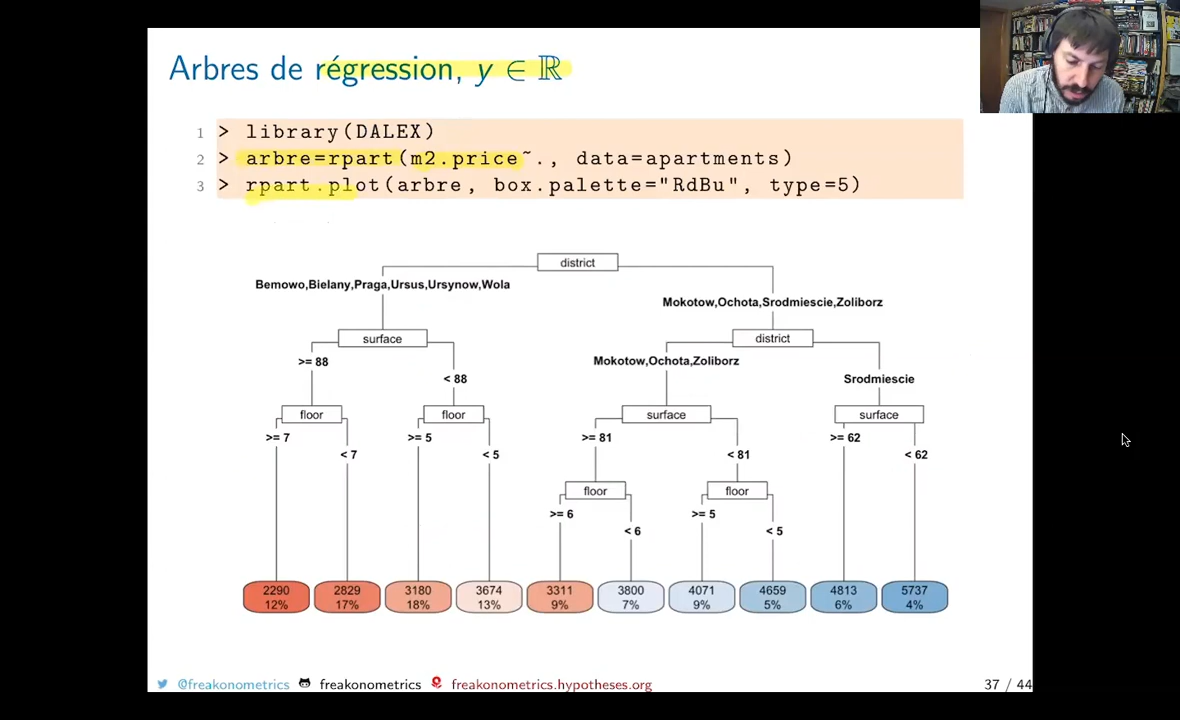 Arbres de régression, y ∈ ℝ
1 > library(DALEX)
2 > arbre=rpart(m2.price~., data=apartments)
3 > rpart.plot(arbre, box.palette="RdBu", type=5)
district
Bemowo,Bielany,Praga,Ursus,Ursynow,Wola
Mokotow,Ochota,Srodmiescie,Zoliborz
surface
district
>= 88
Mokotow,Ochota,Zoliborz
< 88
Srodmiescie
floor
floor
surface
surface
>= 7
>= 5
>= 81
>= 62
< 7
< 5
< 81
< 62
floor
floor
>= 6
>= 5
< 6
< 5
2290 2829 3180 3674 3311 3800 4071 4659 4813 5737
12% 17% 18% 13% 9% 7% 9% 5% 6% 4%
@freakonometrics freakonometrics freakonometrics.hypotheses.org 37 / 44